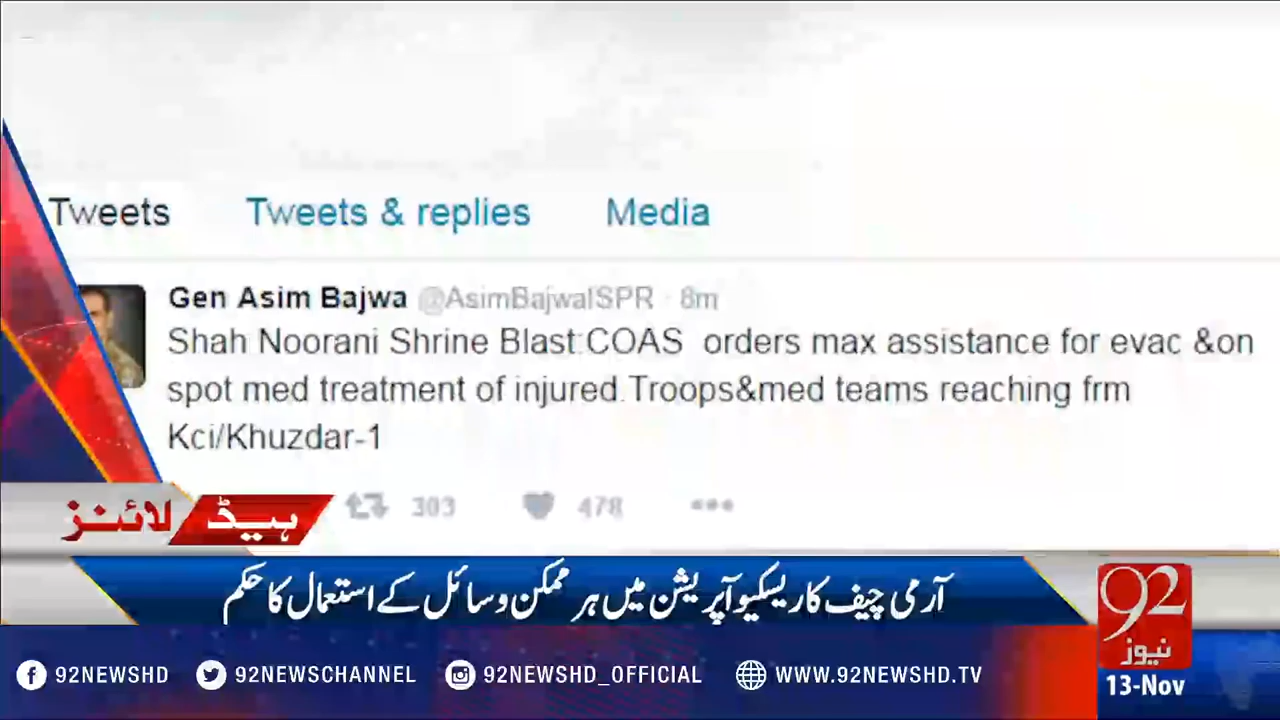 Tweets Tweets & replies Media
Gen Asim Bajwa @AsimBajwaISPR · 8m
Shah Noorani Shrine Blast:COAS orders max assistance for evac &on
spot med treatment of injured.Troops&med teams reaching frm
Kci/Khuzdar-1
303 478
ہیڈ لائنز
آرمی چیف کا ریسکیو آپریشن میں ہر ممکن وسائل کے استعمال کا حکم
92
نیوز
92NEWSHD 92NEWSCHANNEL 92NEWSHD_OFFICIAL WWW.92NEWSHD.TV
13-Nov